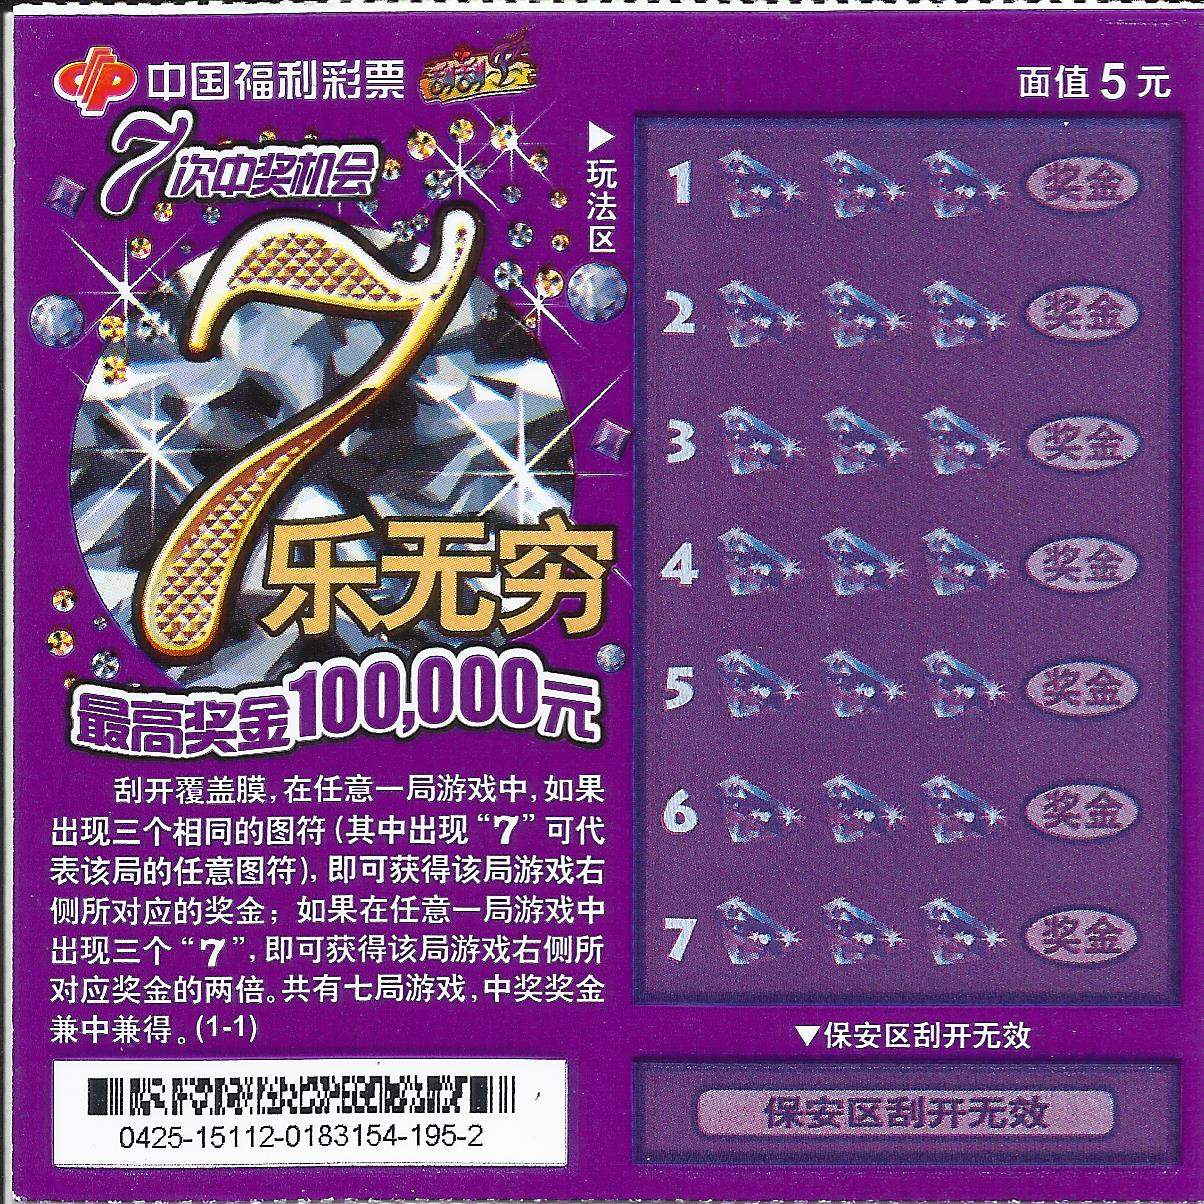 中国福利彩票 刮刮乐
面值5元
7次中奖机会
▶玩法区
7乐无穷
最高奖金100,000元
刮开覆盖膜,在任意一局游戏中,如果
出现三个相同的图符(其中出现“7”可代
表该局的任意图符),即可获得该局游戏右
侧所对应的奖金;如果在任意一局游戏中
出现三个“7”,即可获得该局游戏右侧所
对应奖金的两倍。共有七局游戏,中奖奖金
兼中兼得。(1-1)
0425-15112-0183154-195-2
1 奖金
2 奖金
3 奖金
4 奖金
5 奖金
6 奖金
7 奖金
▼保安区刮开无效
保安区刮开无效